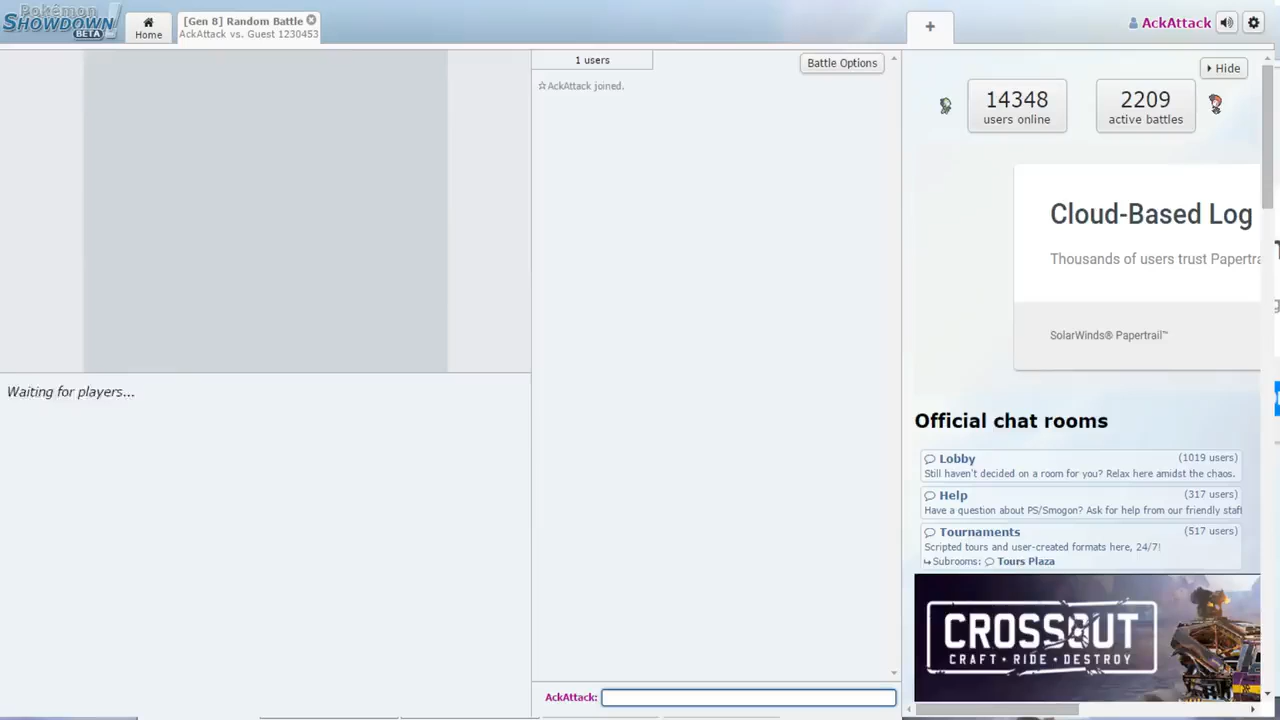 Pokémon
SHOWDOWN!
BETA
Home
[Gen 8] Random Battle
AckAttack vs. Guest 1230453
+
AckAttack
1 users
Battle Options
☆AckAttack joined.
Waiting for players...
AckAttack:
Hide
14348
users online
2209
active battles
Cloud-Based Log
Thousands of users trust Papertra
SolarWinds® Papertrail™
Official chat rooms
Lobby (1019 users)
Still haven't decided on a room for you? Relax here amidst the chaos.
Help (317 users)
Have a question about PS/Smogon? Ask for help from our friendly staff
Tournaments (517 users)
Scripted tours and user-created formats here, 24/7!
↳Subrooms: Tours Plaza
CROSSOUT
CRAFT • RIDE • DESTROY